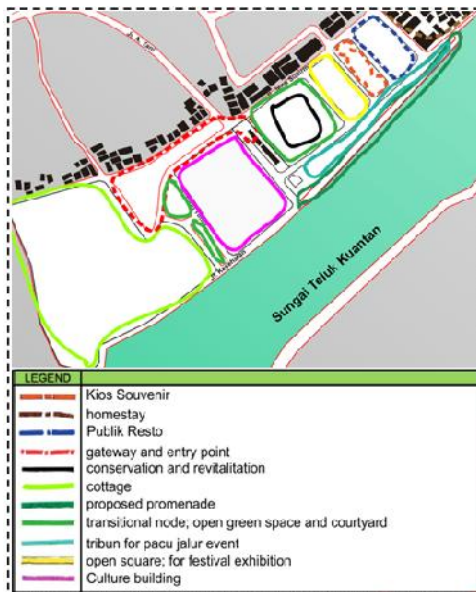 Sungai Teluk Kuantan
LEGEND
Kios Souvenir
homestay
Publik Resto
gateway and entry point
conservation and revitalitation
cottage
proposed promenade
transitional node; open green space and courtyard
tribun for pacu jalur event
open square; for festival exhibition
Culture building